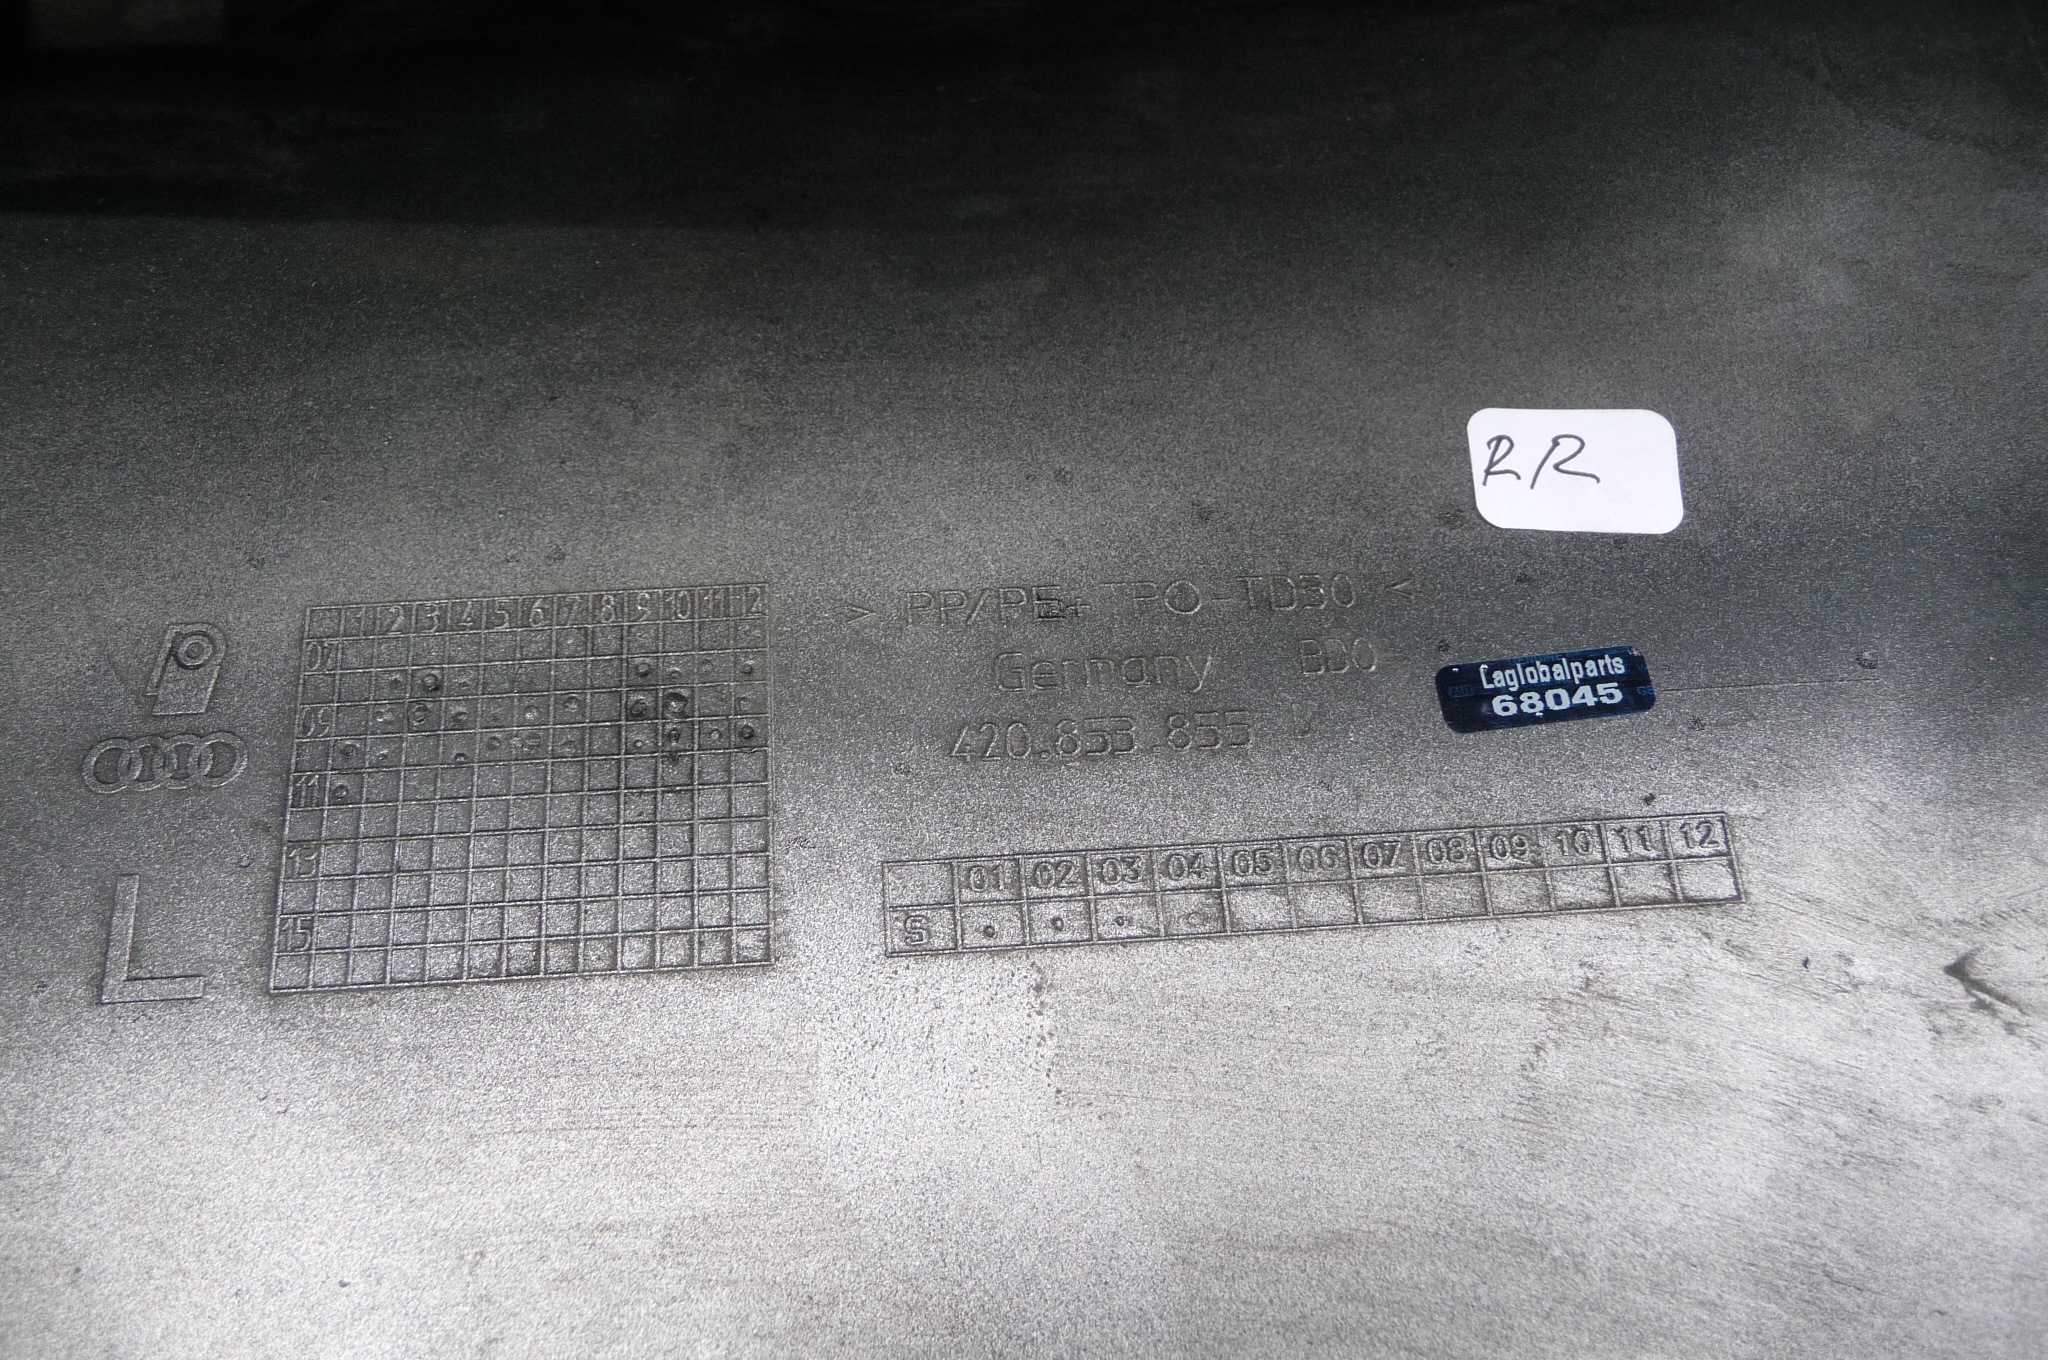 RR
1 2 3 4 5 6 7 8 9 10 11 12
07
09
11
13
15
> PP/PE+TPO-TD30 <
Germany BD0
420.853.855
Laglobalparts
68045
L
01 02 03 04 05 06 07 08 09 10 11 12
S